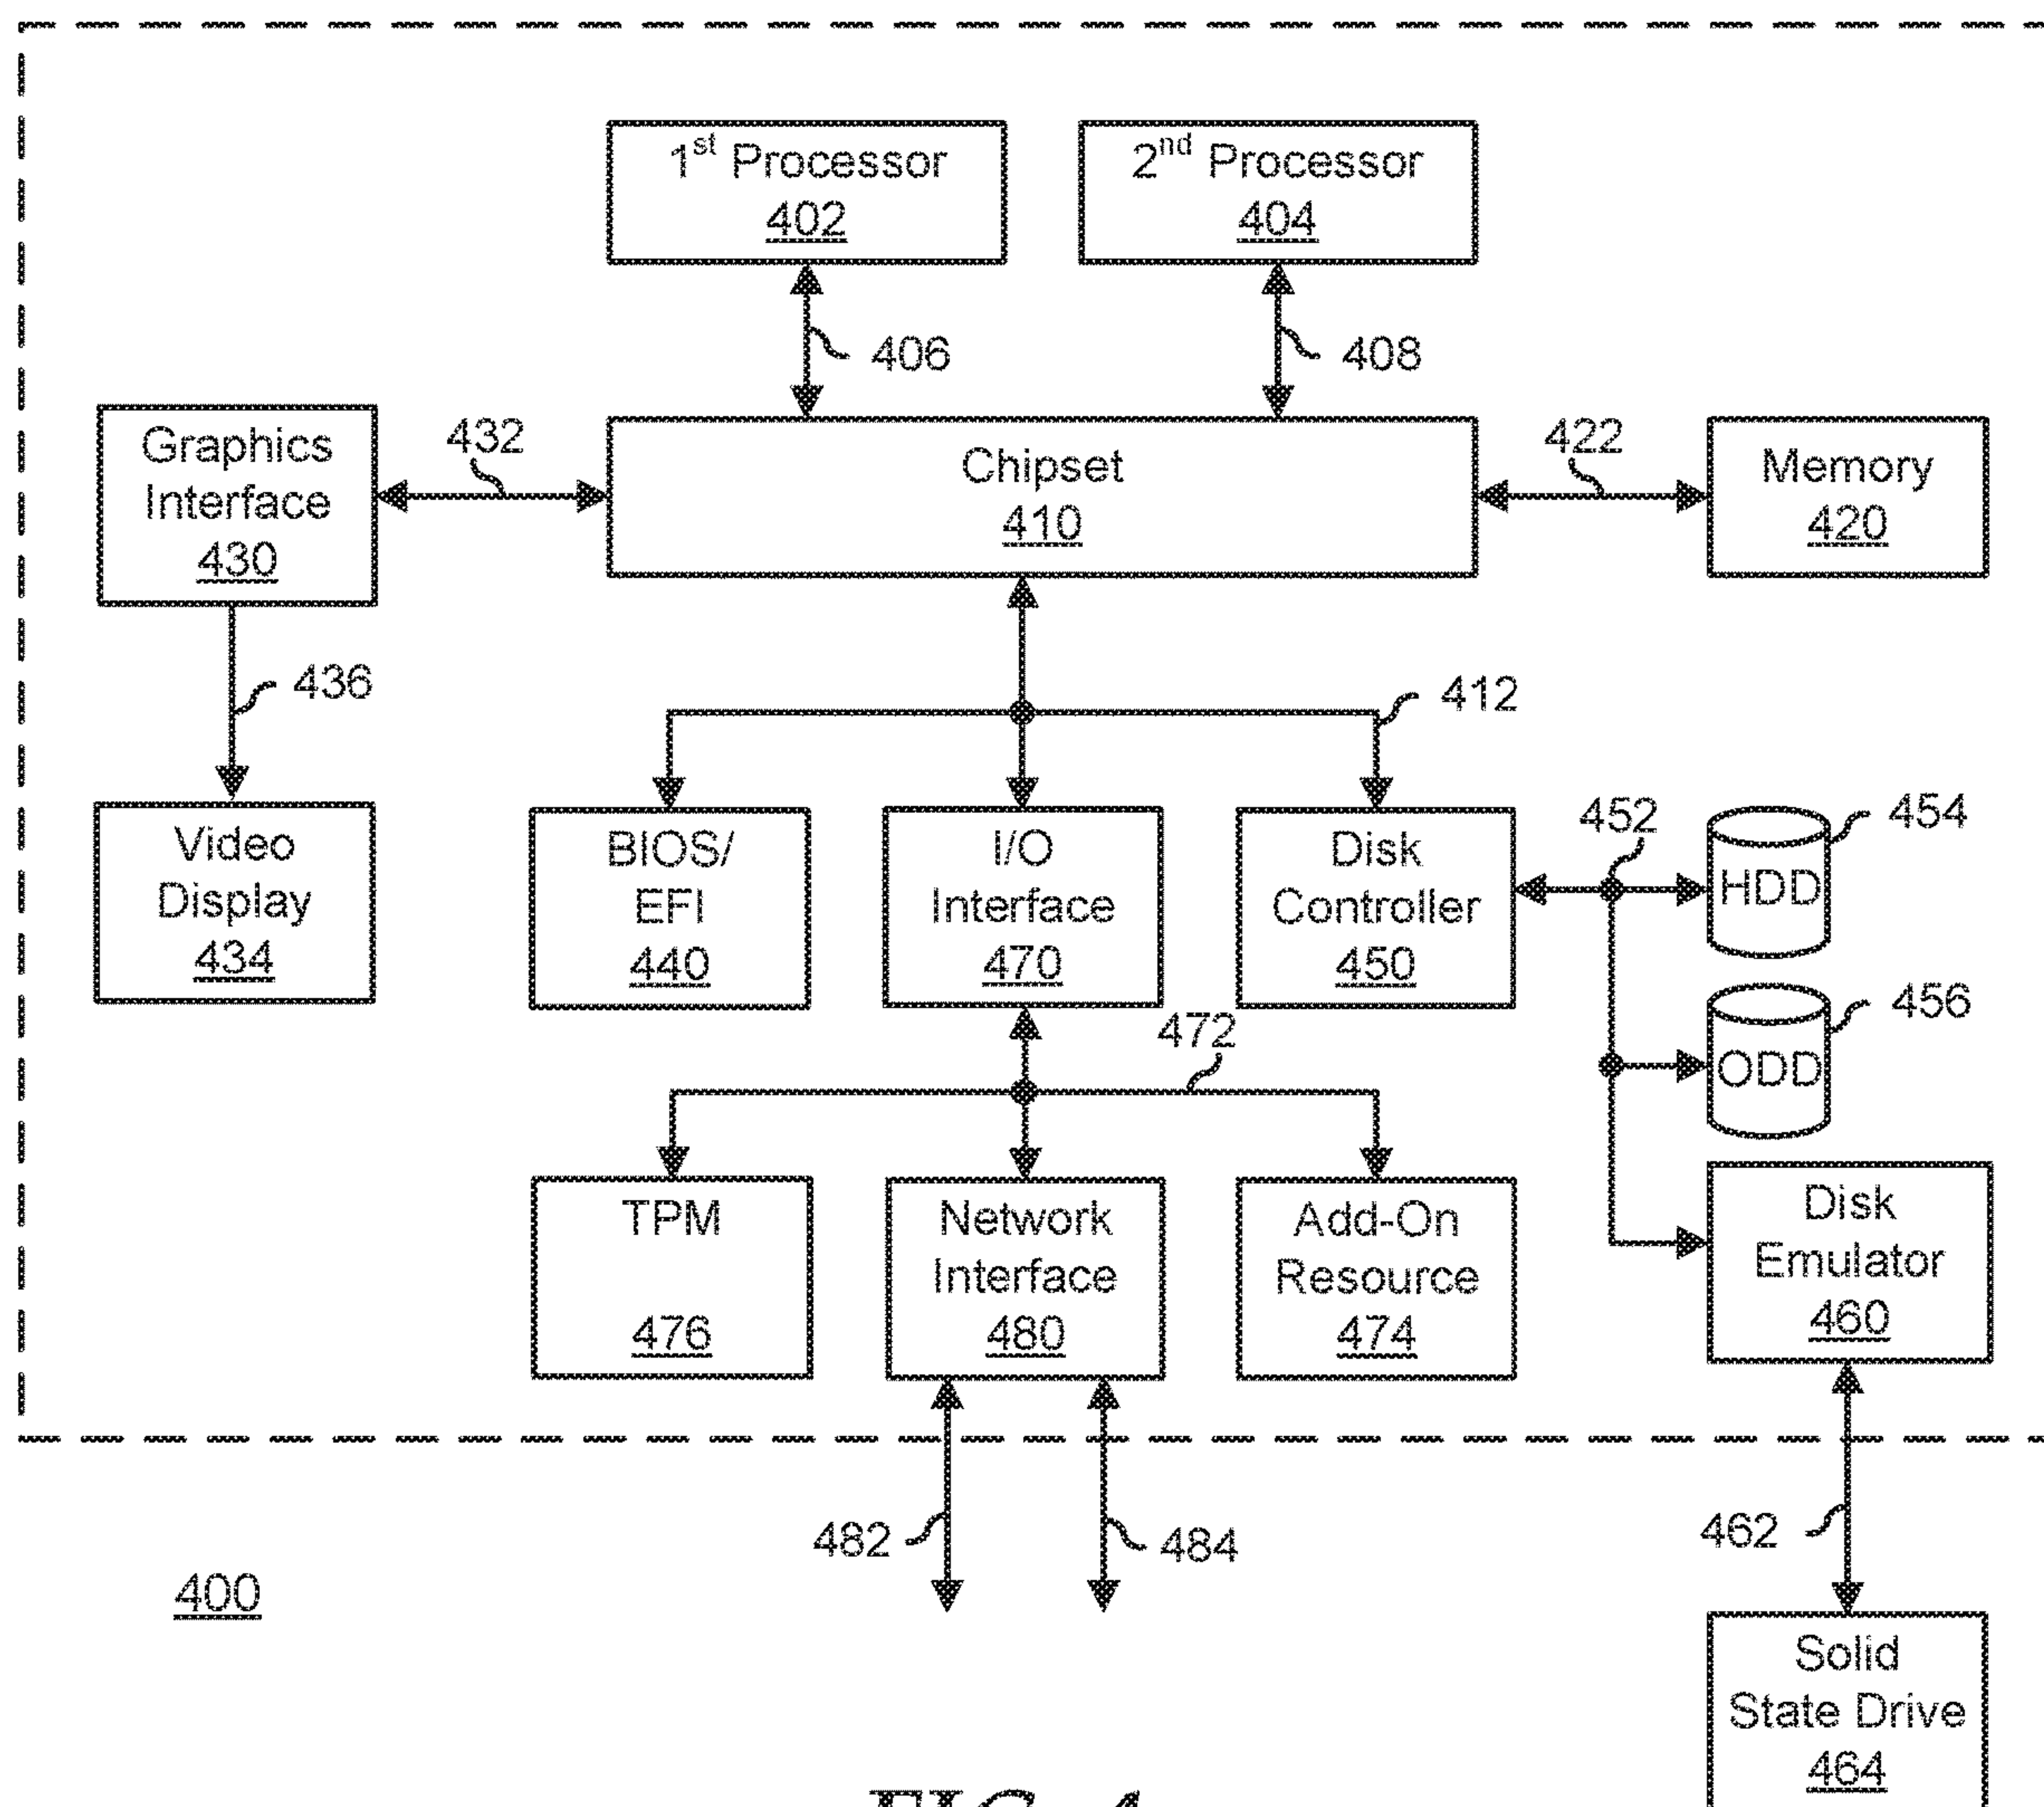 1st Processor
402
2nd Processor
404
406
408
Graphics
Interface
430
432
Chipset
410
422
Memory
420
436
412
Video
Display
434
BIOS/
EFI
440
I/O
Interface
470
Disk
Controller
450
452
HDD
454
ODD
456
472
TPM
476
Network
Interface
480
Add-On
Resource
474
Disk
Emulator
460
482
484
462
400
Solid
State Drive
464
FIG. 4